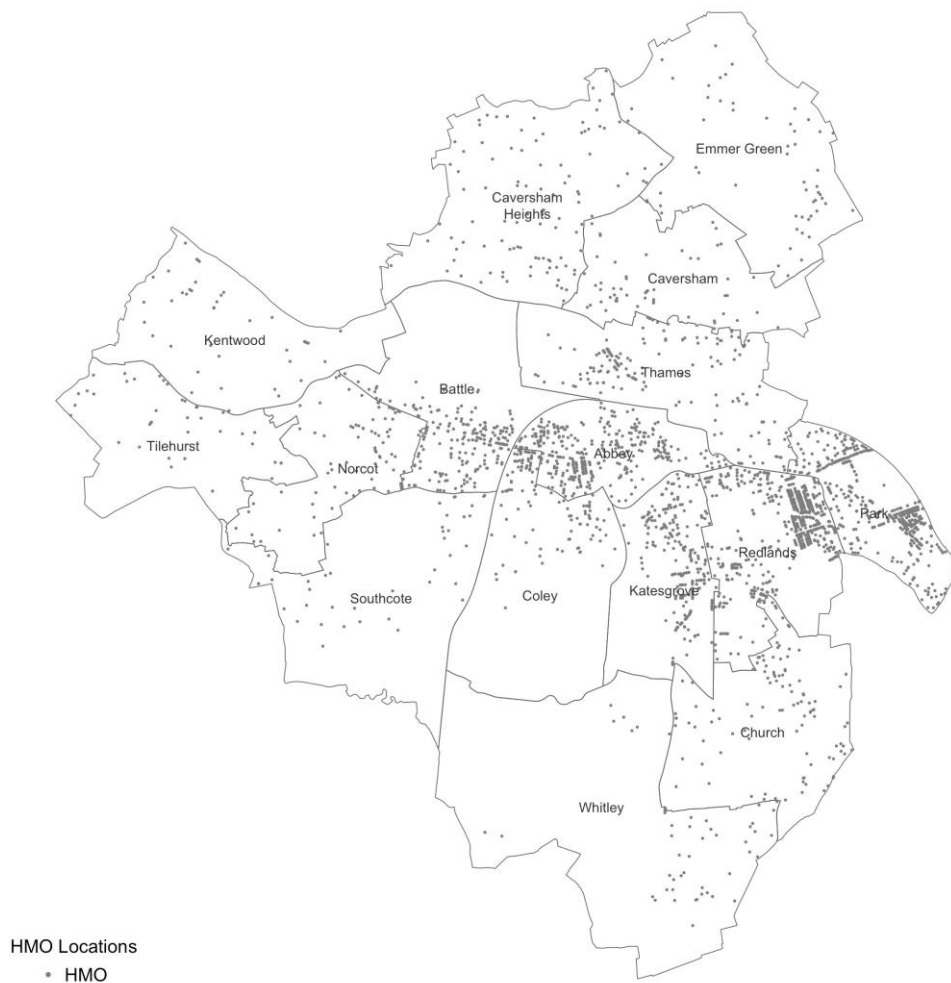 Emmer Green
Caversham
Heights
Caversham
Kentwood
Thames
Battle
Tilehurst
Abbey
Norcot
Park
Redlands
Southcote
Coley
Katesgrove
Church
Whitley
HMO Locations
HMO